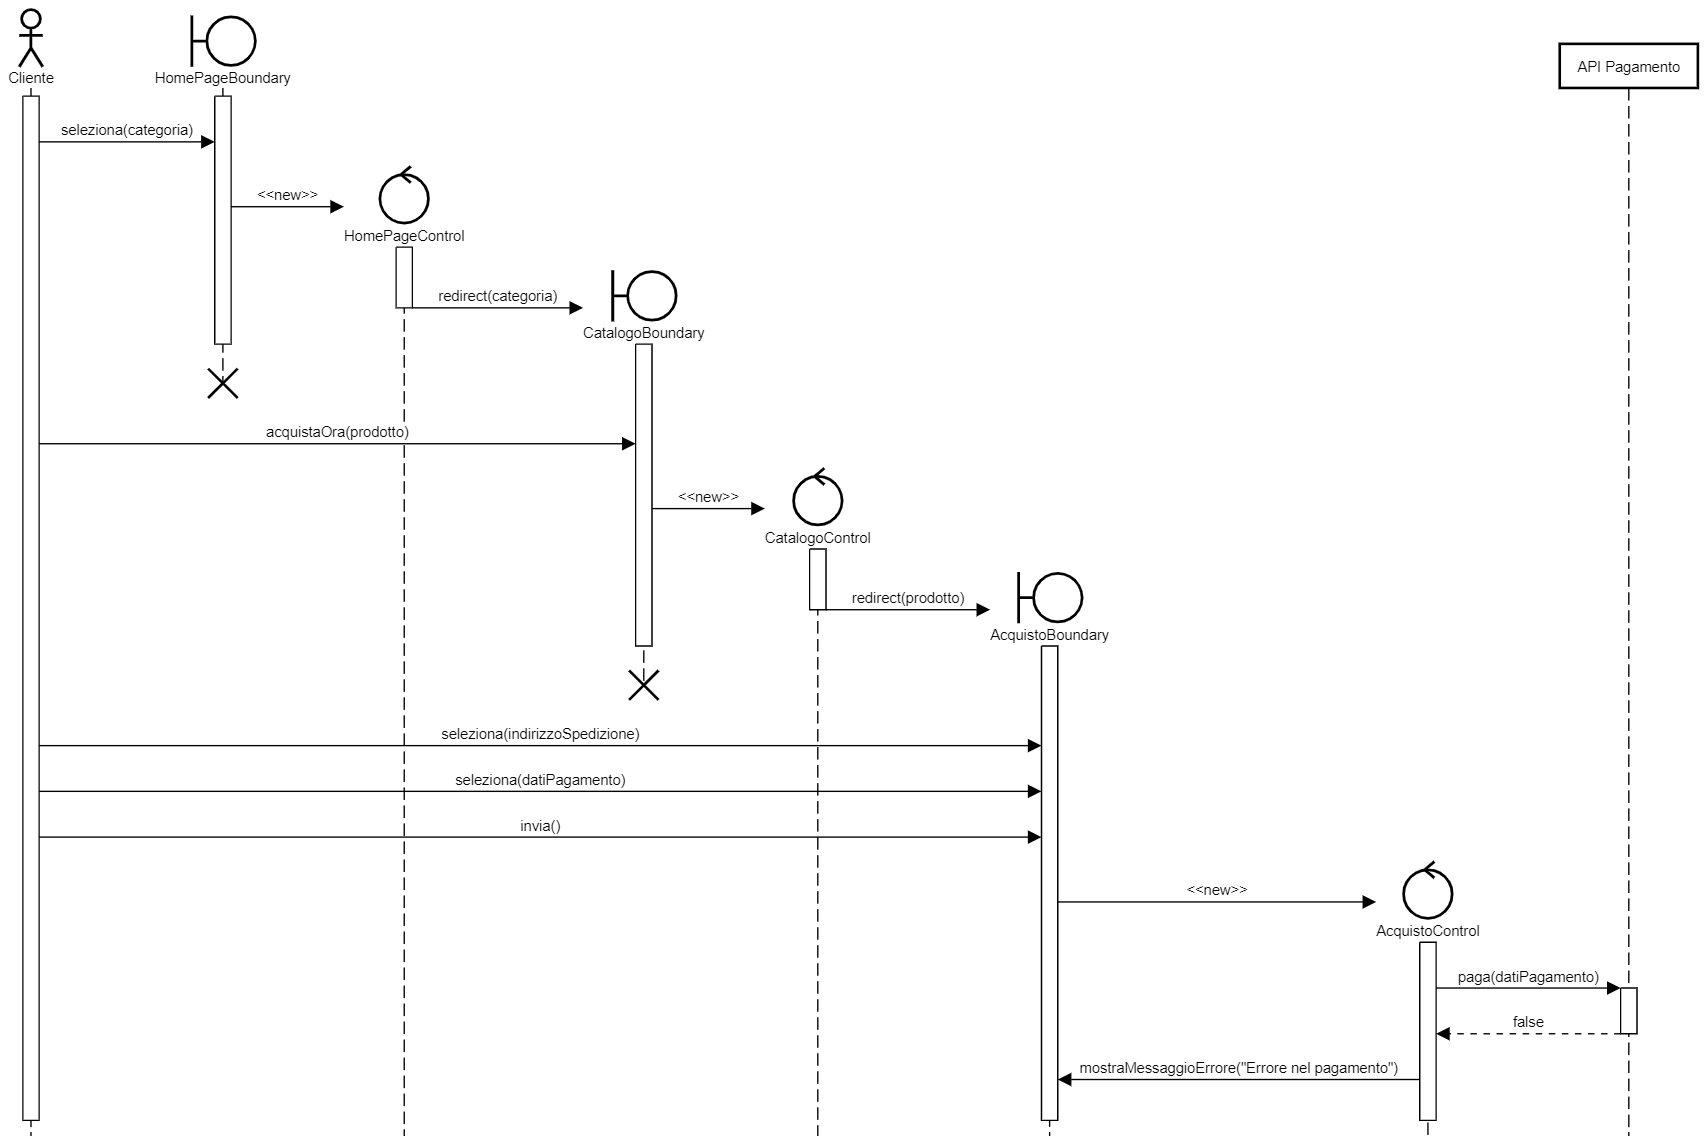 Cliente
HomePageBoundary
API Pagamento
seleziona(categoria)
<<new>>
HomePageControl
redirect(categoria)
CatalogoBoundary
acquistaOra(prodotto)
<<new>>
CatalogoControl
redirect(prodotto)
AcquistoBoundary
seleziona(indirizzoSpedizione)
seleziona(datiPagamento)
invia()
<<new>>
AcquistoControl
paga(datiPagamento)
false
mostraMessaggioErrore("Errore nel pagamento")